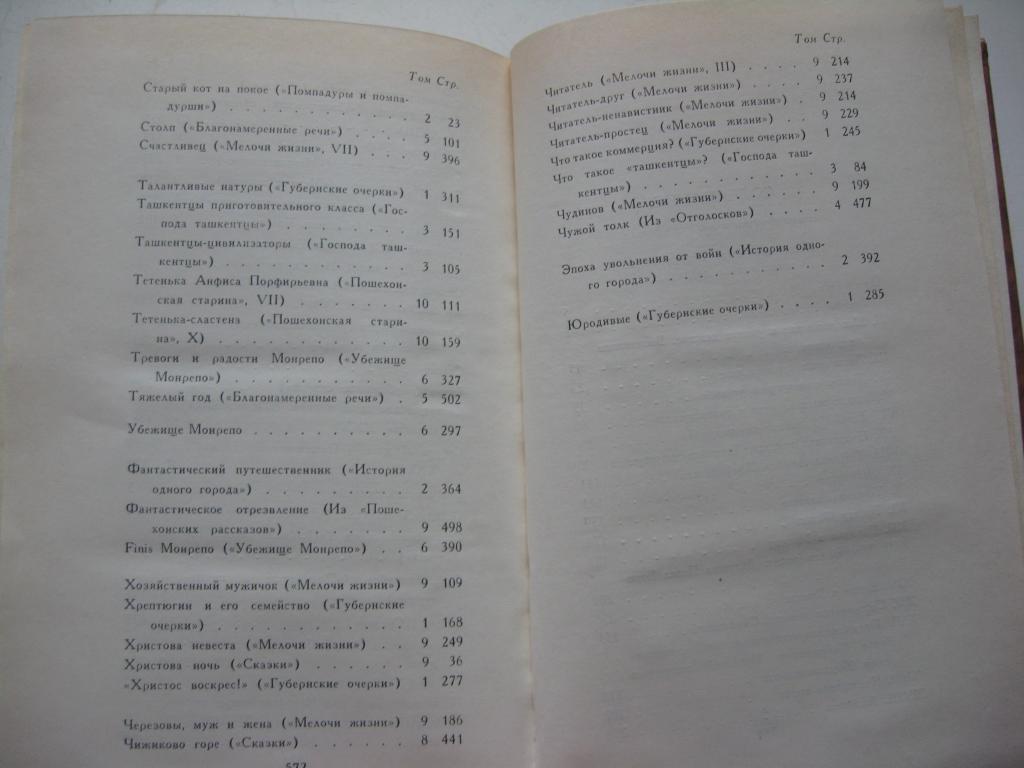 Том Стр.
Старый кот на покое («Помпадуры и помпа-
дурши») . . . . . . . . . . . 2 23
Столп («Благонамеренные речи») . . . . 5 101
Счастливец («Мелочи жизни», VII) . . . 9 396
Талантливые натуры («Губернские очерки») 1 311
Ташкентцы приготовительного класса («Гос-
пода ташкентцы») . . . . . . . . 3 151
Ташкентцы-цивилизаторы («Господа таш-
кентцы») . . . . . . . . . . . 3 105
Тетенька Анфиса Порфирьевна («Пошехон-
ская старина», VII) . . . . . . . 10 111
Тетенька-сластена («Пошехонская стари-
на», X) . . . . . . . . . . . . 10 159
Тревоги и радости Монрепо («Убежище
Монрепо») . . . . . . . . . . . 6 327
Тяжелый год («Благонамеренные речи») . 5 502
Убежище Монрепо . . . . . . . . . . 6 297
Фантастический путешественник («История
одного города») . . . . . . . . . 2 364
Фантастическое отрезвление (Из «Поше-
хонских рассказов») . . . . . . . 9 498
Finis Монрепо («Убежище Монрепо») . . 6 390
Хозяйственный мужичок («Мелочи жизни») 9 109
Хрептюгин и его семейство («Губернские
очерки») . . . . . . . . . . . . 1 168
Христова невеста («Мелочи жизни») . . 9 249
Христова ночь («Сказки») . . . . . . 9 36
«Христос воскрес!» («Губернские очерки») 1 277
Черезовы, муж и жена («Мелочи жизни») 9 186
Чижиково горе («Сказки») . . . . . . 8 441
572
Том Стр.
Читатель («Мелочи жизни», III) . . . . 9 214
Читатель-друг («Мелочи жизни») . . . . 9 237
Читатель-ненавистник («Мелочи жизни») . 9 214
Читатель-простец («Мелочи жизни») . . 9 229
Что такое коммерция? («Губернские очерки») 1 245
Что такое «ташкентцы»? («Господа таш-
кентцы») . . . . . . . . . . . 3 84
Чудинов («Мелочи жизни») . . . . . . 9 199
Чужой толк (Из «Отголосков») . . . . 4 477
Эпоха увольнения от войн («История одно-
го города») . . . . . . . . . . 2 392
Юродивые («Губернские очерки») . . . . 1 285